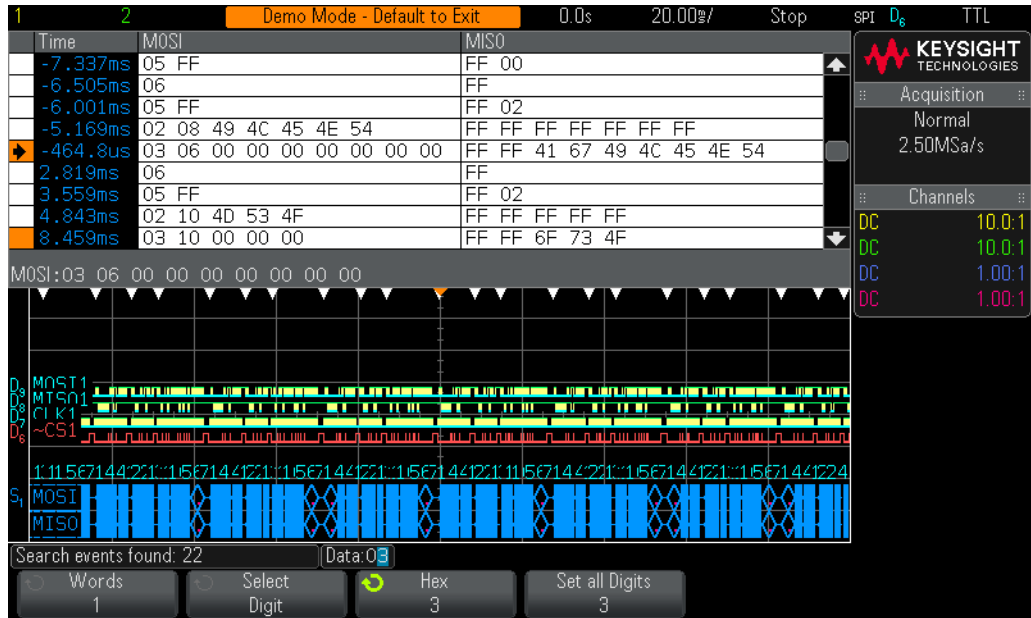 1 2 Demo Mode - Default to Exit 0.0s 20.00ms/ Stop SPI D6 TTL
Time MOSI MISO
-7.337ms 05 FF FF 00
-6.505ms 06 FF
-6.001ms 05 FF FF 02
-5.169ms 02 08 49 4C 45 4E 54 FF FF FF FF FF FF FF
-464.8us 03 06 00 00 00 00 00 00 00 FF FF 41 67 49 4C 45 4E 54
2.819ms 06 FF
3.559ms 05 FF FF 02
4.843ms 02 10 4D 53 4F FF FF FF FF FF
8.459ms 03 10 00 00 00 FF FF 6F 73 4F
MOSI:03 06 00 00 00 00 00 00 00
KEYSIGHT
TECHNOLOGIES
Acquisition
Normal
2.50MSa/s
Channels
DC 10.0:1
DC 10.0:1
DC 1.00:1
DC 1.00:1
D9 MOSI1
D8 MISO1
D7 CLK1
D6 ~CS1
S1 MOSI
MISO
Search events found: 22 Data:03
Words Select Hex Set all Digits
1 Digit 3 3